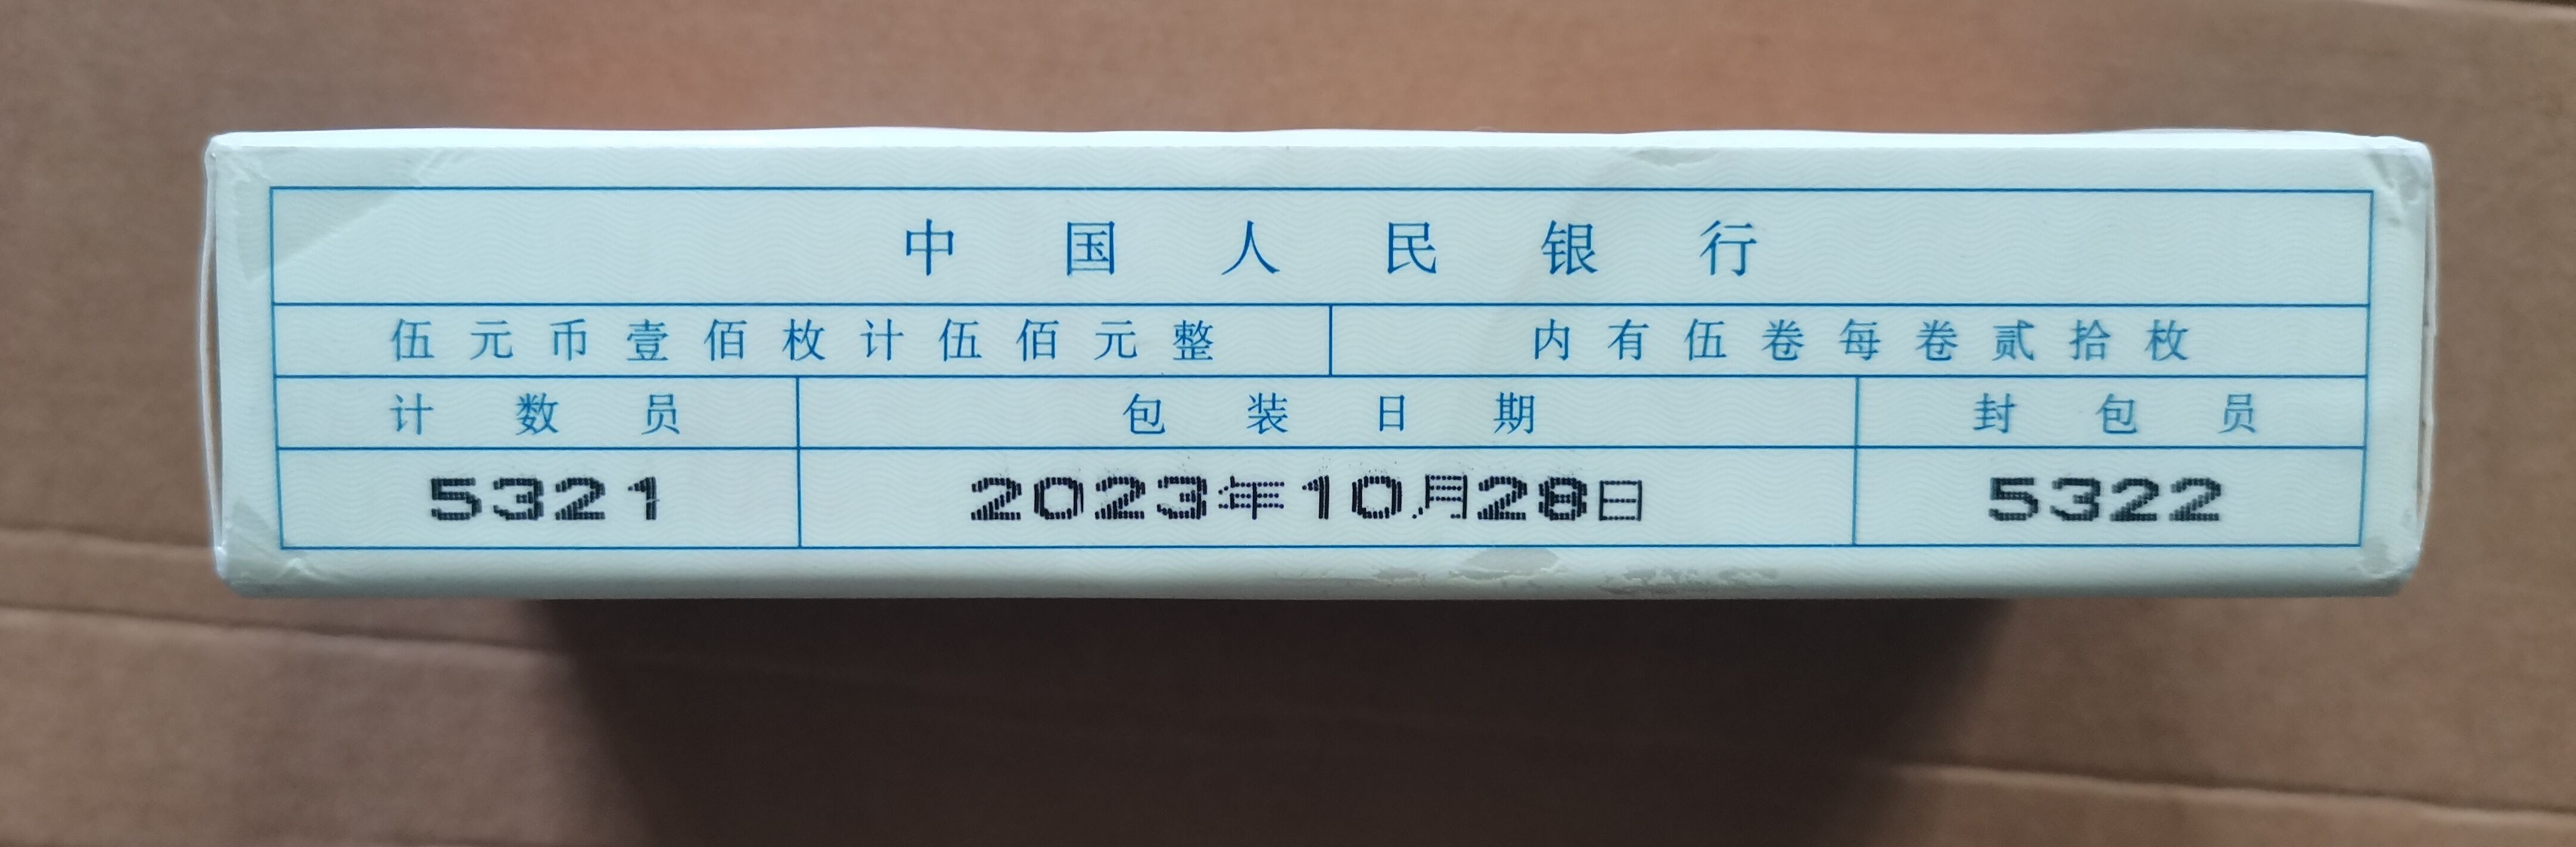 中国人民银行
伍元币壹佰枚计伍佰元整 内有伍卷每卷贰拾枚
计数员 包装日期 封包员
5321 2023年10月28日 5322